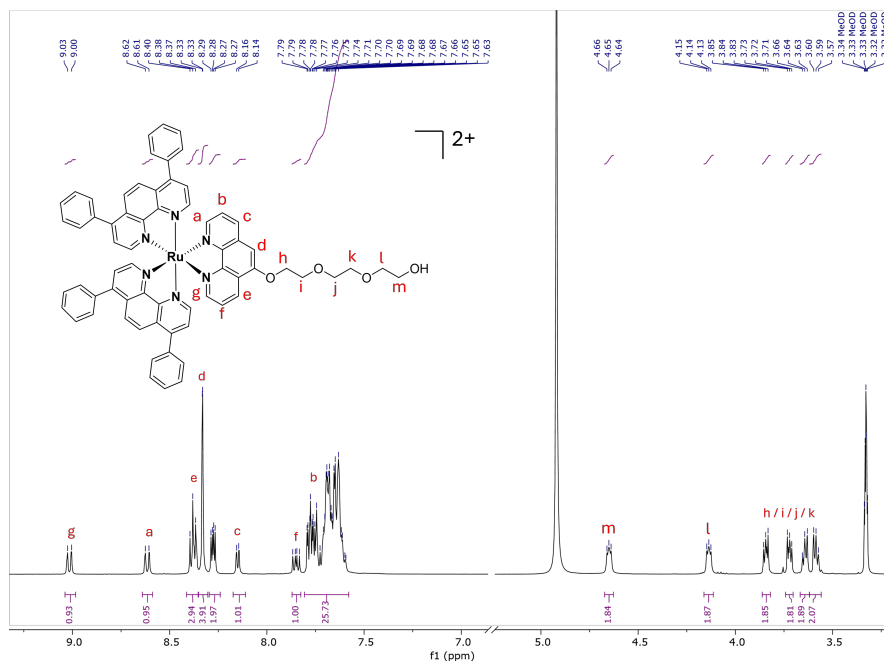 9.03
9.00
8.62
8.61
8.40
8.38
8.37
8.33
8.33
8.29
8.28
8.27
8.27
8.16
8.14
7.79
7.79
7.78
7.78
7.77
7.76
7.75
7.74
7.71
7.70
7.70
7.69
7.69
7.68
7.68
7.67
7.66
7.65
7.65
7.63
4.66
4.65
4.64
4.15
4.14
4.13
3.85
3.84
3.83
3.73
3.72
3.71
3.66
3.64
3.63
3.60
3.59
3.57
3.34 MeOD
3.33 MeOD
3.33 MeOD
3.32 MeOD
2+
b
a
c
N
N
N
d
h
k
l
OH
Ru
O
O
O
i
j
m
N
N
N
g
e
f
d
e
b
h / i / j / k
g
a
c
f
m
l
0.93
0.95
2.94
3.91
1.97
1.01
1.00
25.73
1.84
1.87
1.85
1.81
1.89
2.07
9.0
8.5
8.0
7.5
7.0
5.0
4.5
4.0
3.5
f1 (ppm)